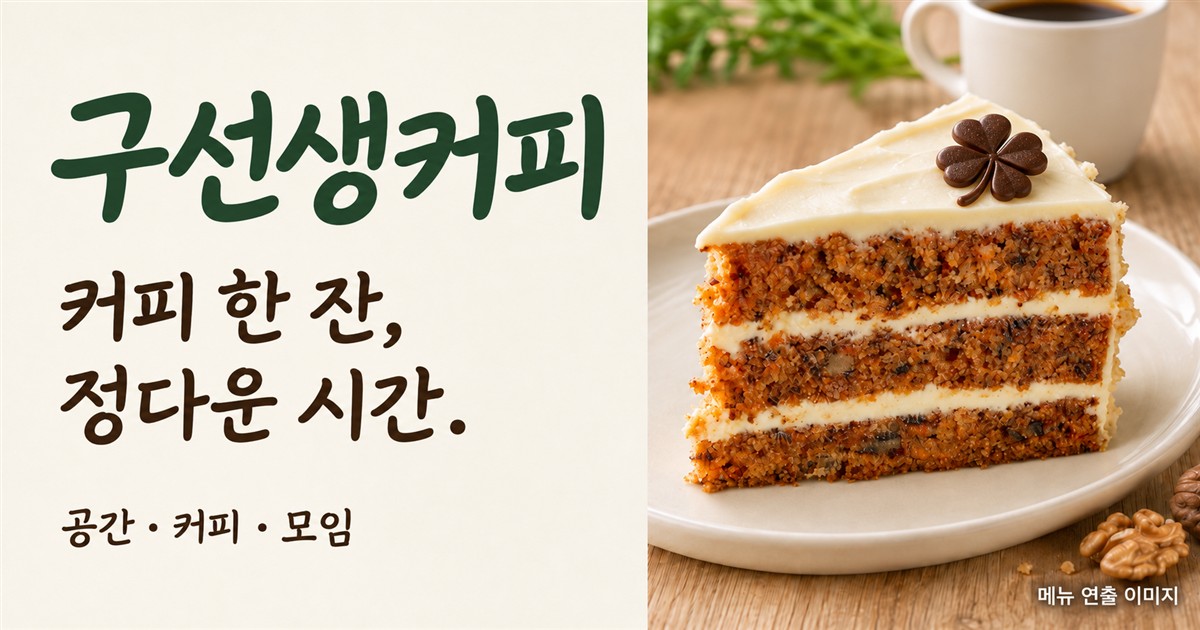 구선생커피
커피 한 잔,
정다운 시간.
공간 · 커피 · 모임
메뉴 연출 이미지